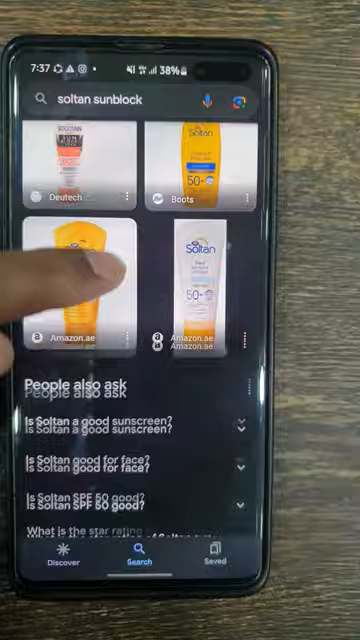 7:37
38%
soltan sunblock
SUN
Soltan
50+
Deutech
Boots
Soltan
50+
Amazon.ae
Amazon.ae
People also ask
Is Soltan a good sunscreen?
Is Soltan good for face?
Is Soltan SPF 50 good?
What is the star rating
Discover
Search
Saved